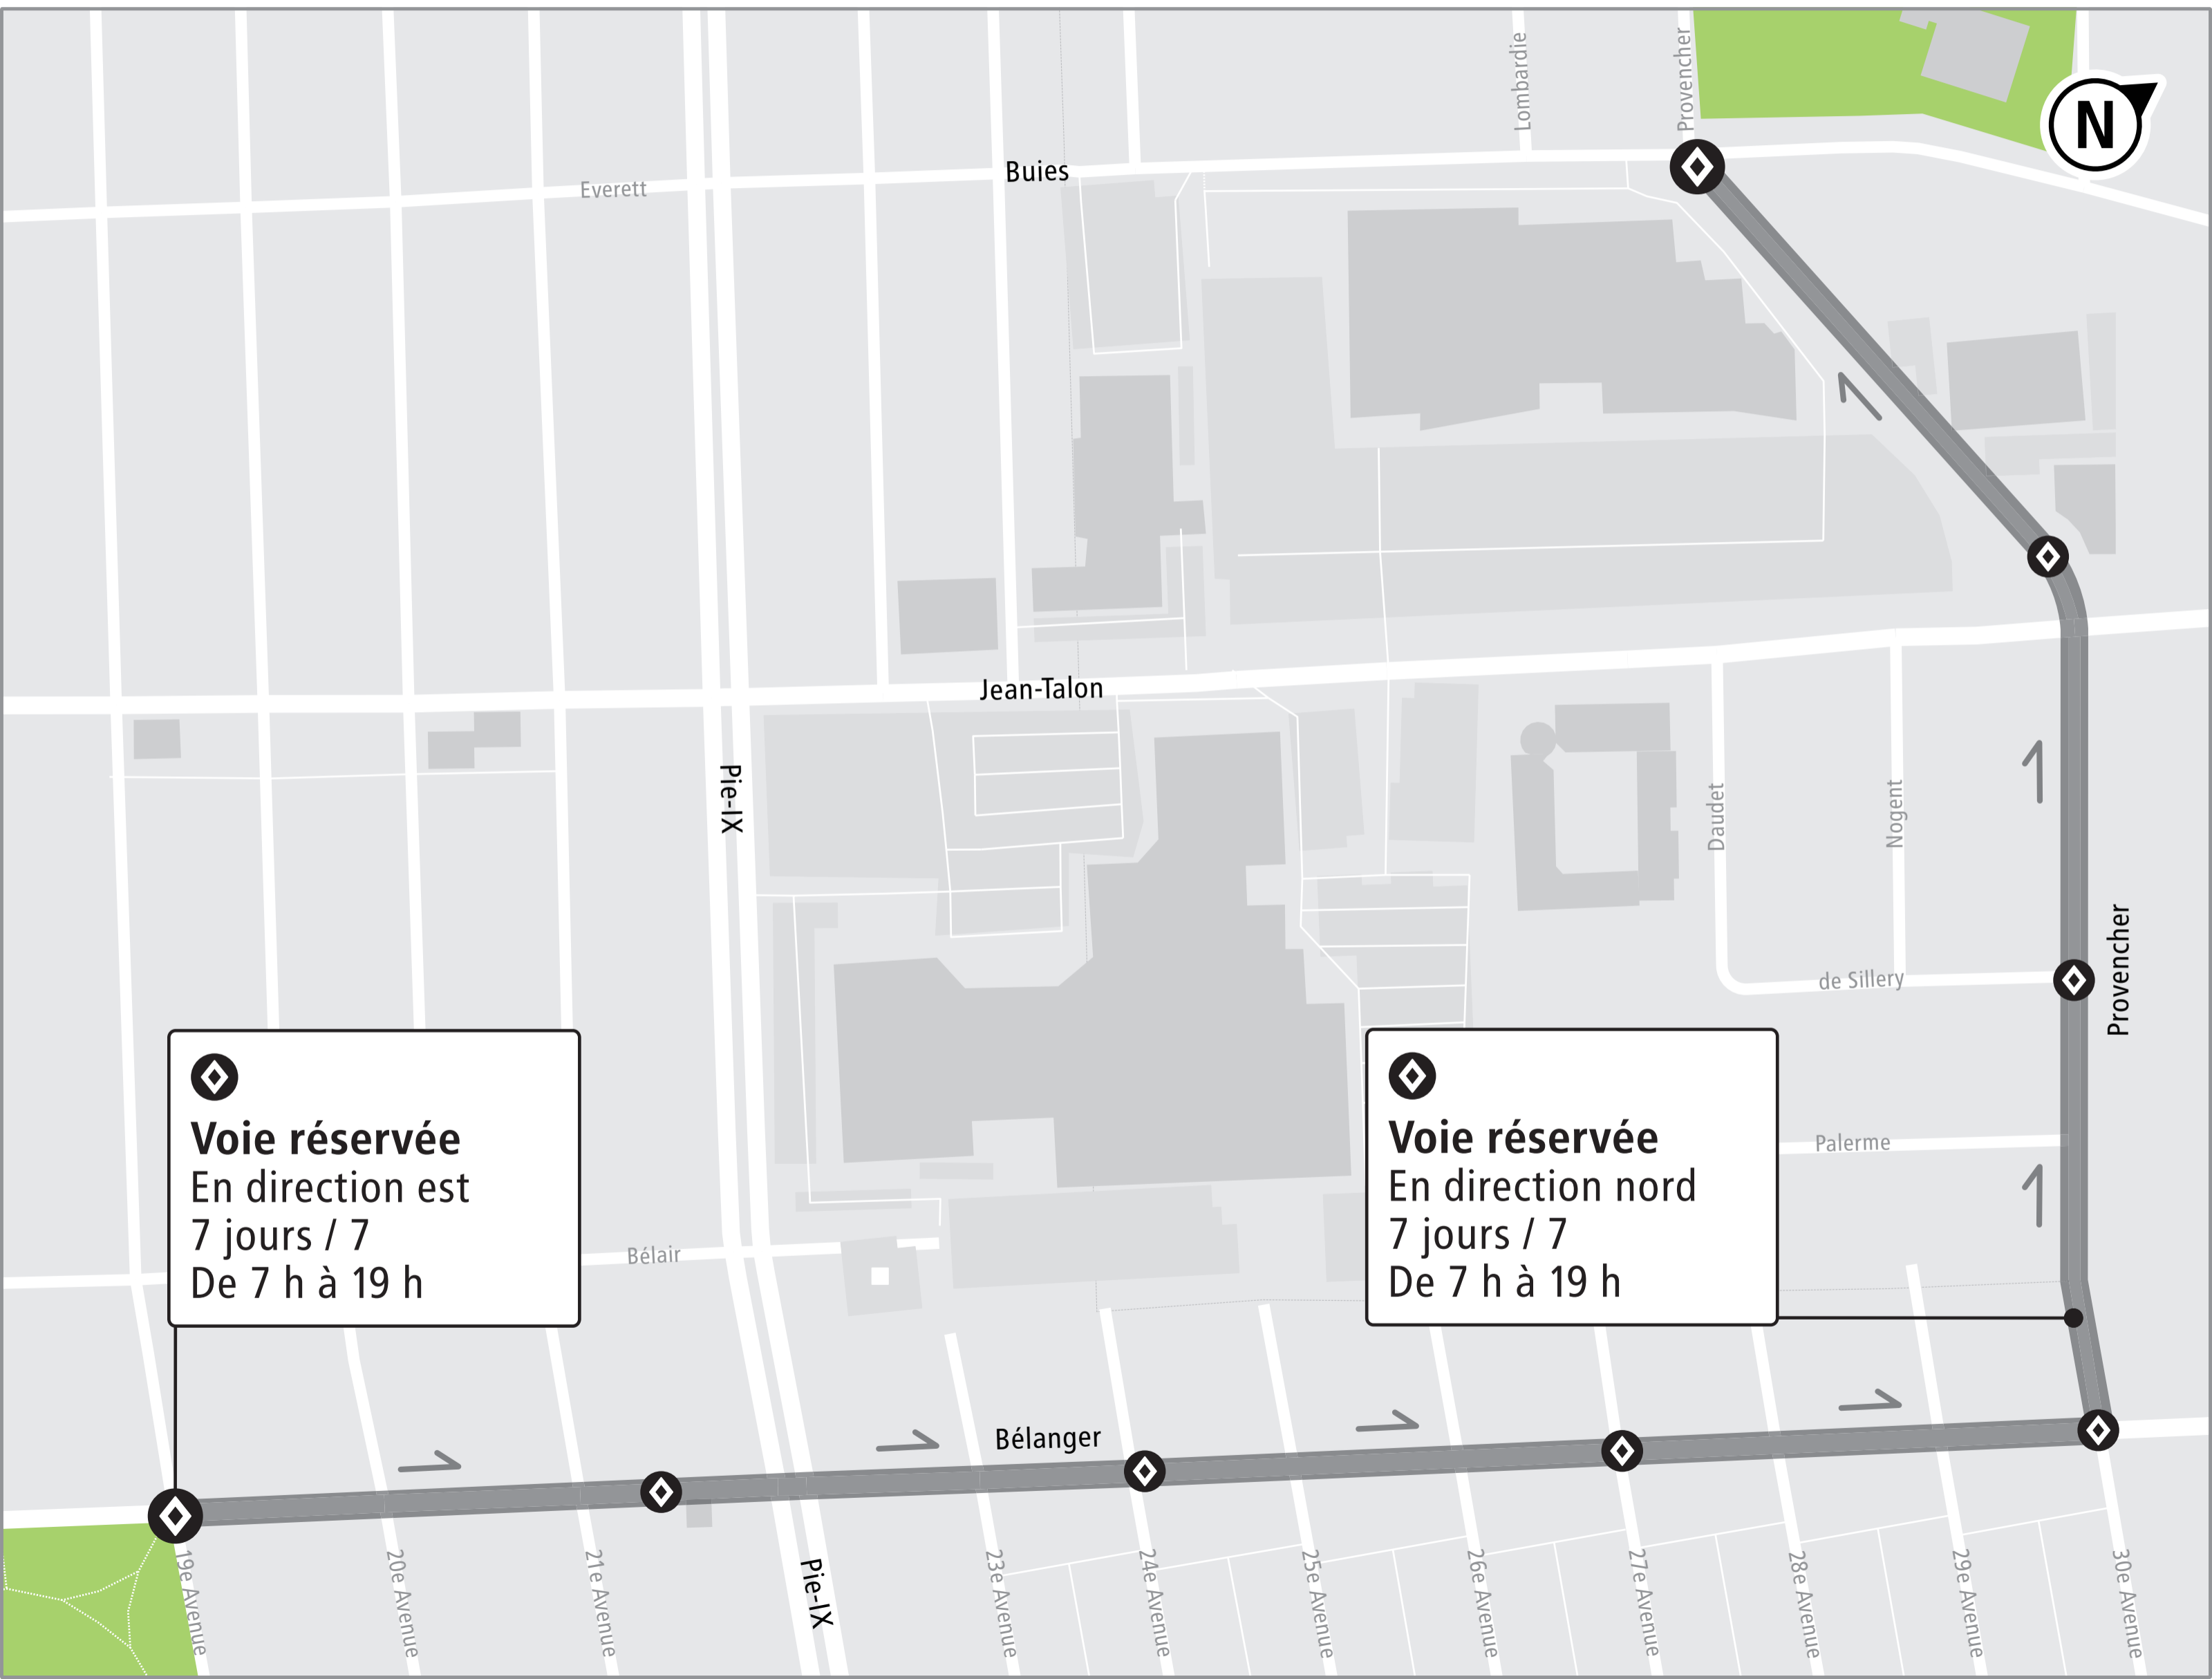 Lombardie
Provencher
N
Buies
Everett
Jean-Talon
Pie-IX
Daudet
Nogent
Provencher
de Sillery
Voie réservée
En direction est
7 jours / 7
De 7 h à 19 h
Voie réservée
En direction nord
7 jours / 7
De 7 h à 19 h
Palerme
Bélair
Bélanger
19e Avenue
20e Avenue
21e Avenue
Pie-IX
23e Avenue
24e Avenue
25e Avenue
26e Avenue
27e Avenue
28e Avenue
29e Avenue
30e Avenue